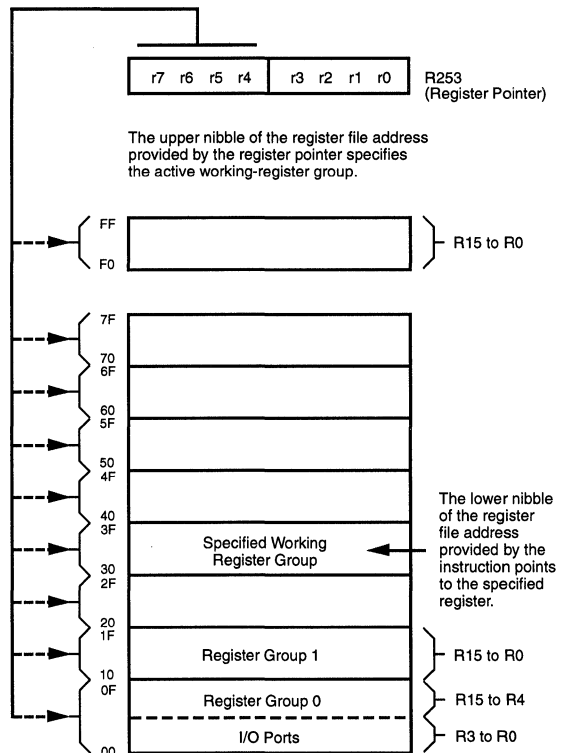 r7 r6 r5 r4 r3 r2 r1 r0
R253
(Register Pointer)
The upper nibble of the register file address
provided by the register pointer specifies
the active working-register group.
FF
F0
R15 to R0
7F
70
6F
60
5F
50
4F
40
3F
Specified Working
Register Group
The lower nibble
of the register
file address
provided by the
instruction points
to the specified
register.
30
2F
20
1F
Register Group 1
R15 to R0
10
0F
Register Group 0
R15 to R4
I/O Ports
R3 to R0
00